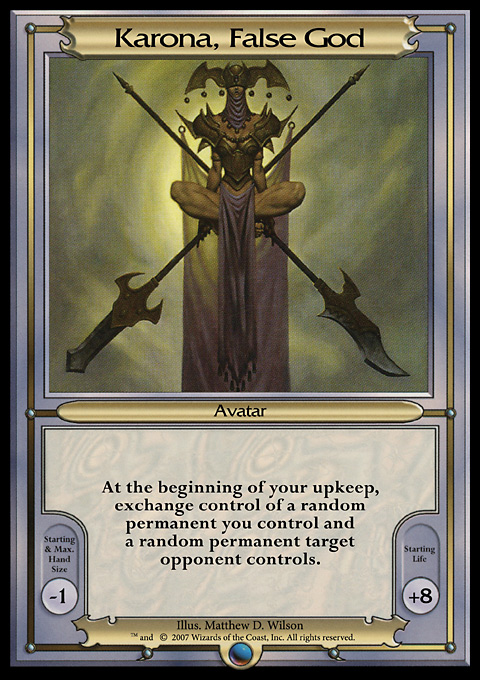 Karona, False God
Avatar
At the beginning of your upkeep,
exchange control of a random
permanent you control and
a random permanent target
opponent controls.
Starting
& Max.
Hand
Size
-1
Starting
Life
+8
Illus. Matthew D. Wilson
™ and © 2007 Wizards of the Coast, Inc. All rights reserved.